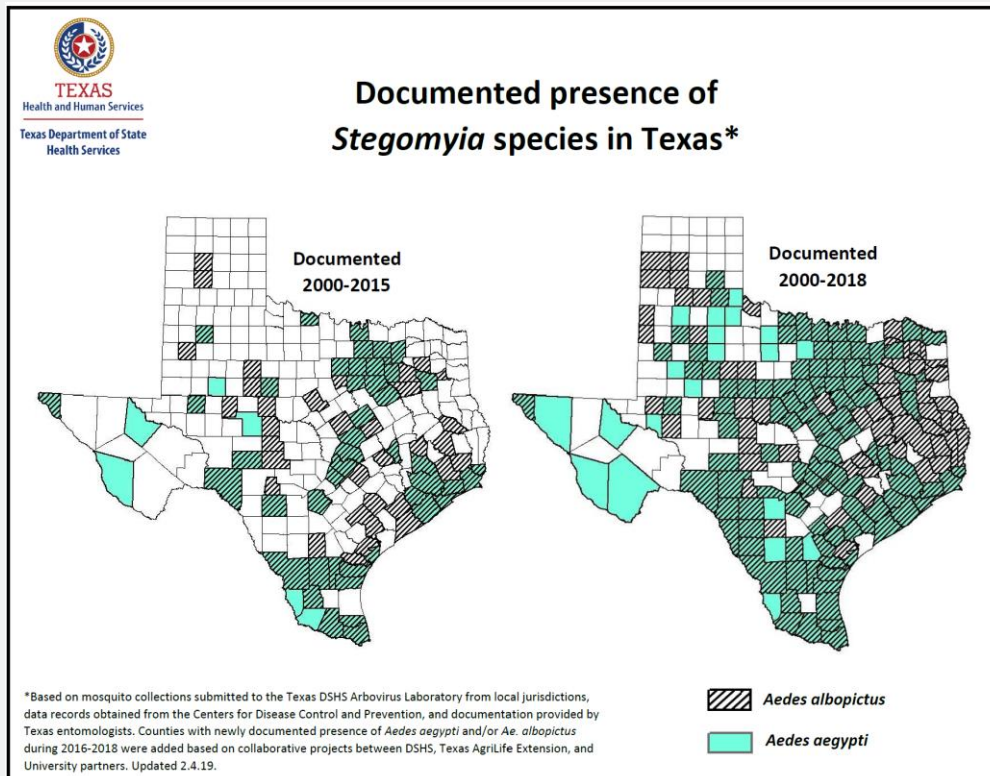 TEXAS
Health and Human Services
Texas Department of State
Health Services
Documented presence of
Stegomyia species in Texas*
Documented
2000-2015
Documented
2000-2018
*Based on mosquito collections submitted to the Texas DSHS Arbovirus Laboratory from local jurisdictions,
data records obtained from the Centers for Disease Control and Prevention, and documentation provided by
Texas entomologists. Counties with newly documented presence of Aedes aegypti and/or Ae. albopictus
during 2016-2018 were added based on collaborative projects between DSHS, Texas AgriLife Extension, and
University partners. Updated 2.4.19.
Aedes albopictus
Aedes aegypti